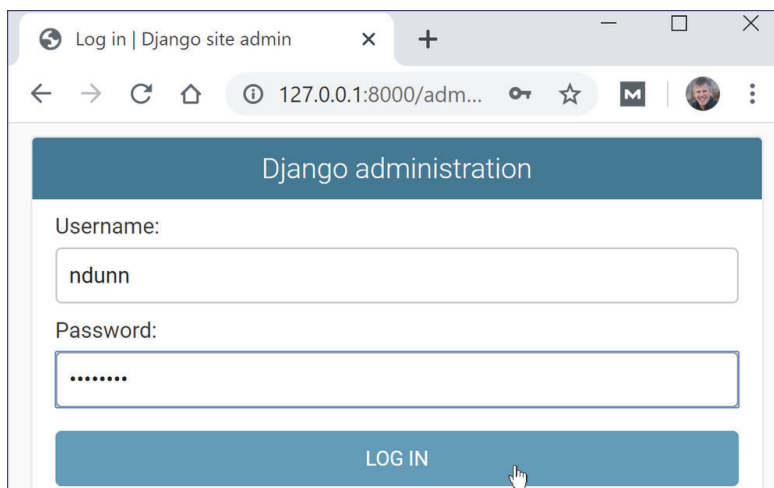 Log in | Django site admin
127.0.0.1:8000/adm...
M
Django administration
Username:
ndunn
Password:
••••••••
LOG IN